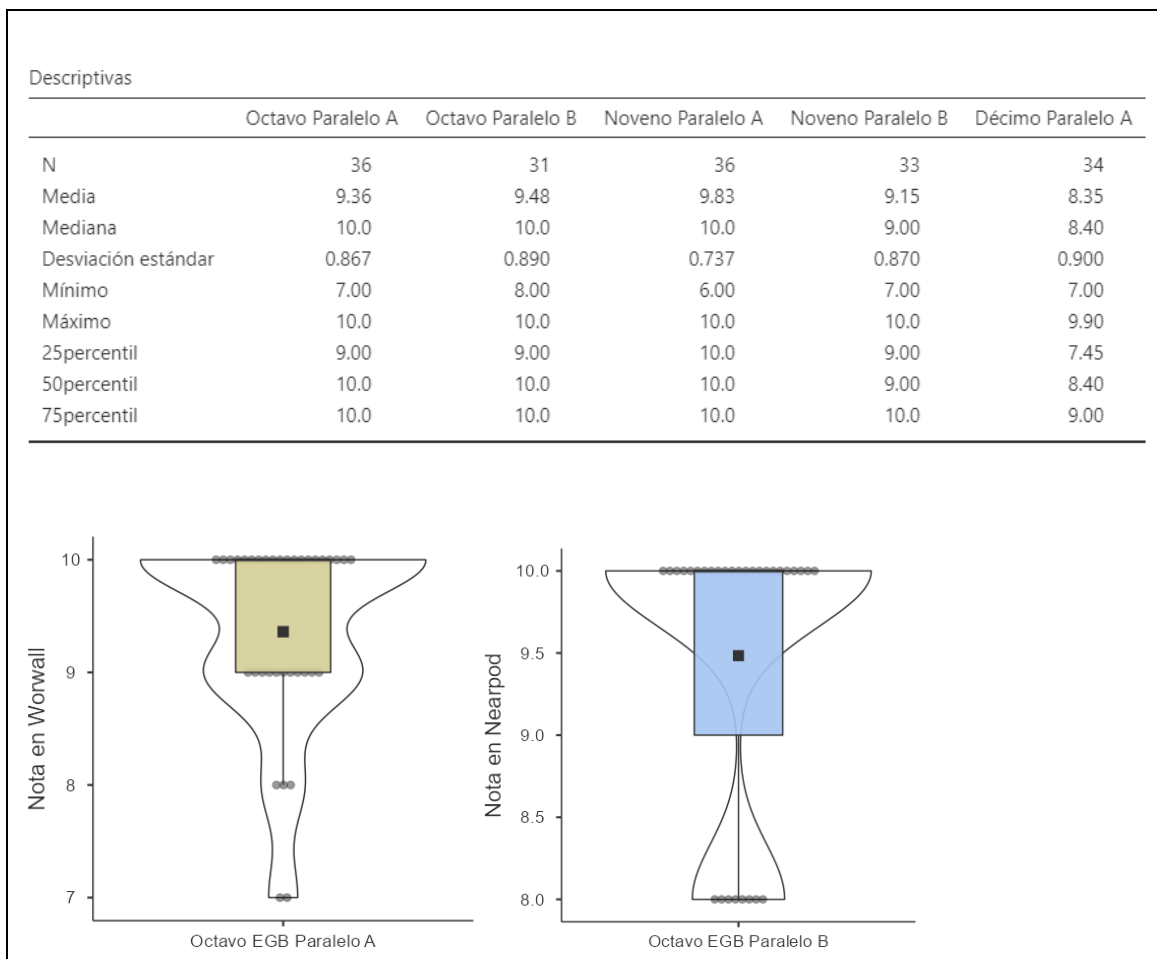 Descriptivas
Octavo Paralelo A Octavo Paralelo B Noveno Paralelo A Noveno Paralelo B Décimo Paralelo A
N 36 31 36 33 34
Media 9.36 9.48 9.83 9.15 8.35
Mediana 10.0 10.0 10.0 9.00 8.40
Desviación estándar 0.867 0.890 0.737 0.870 0.900
Mínimo 7.00 8.00 6.00 7.00 7.00
Máximo 10.0 10.0 10.0 10.0 9.90
25percentil 9.00 9.00 10.0 9.00 7.45
50percentil 10.0 10.0 10.0 9.00 8.40
75percentil 10.0 10.0 10.0 10.0 9.00
Nota en Worwall
10
9
8
7
Octavo EGB Paralelo A
Nota en Nearpod
10.0
9.5
9.0
8.5
8.0
Octavo EGB Paralelo B